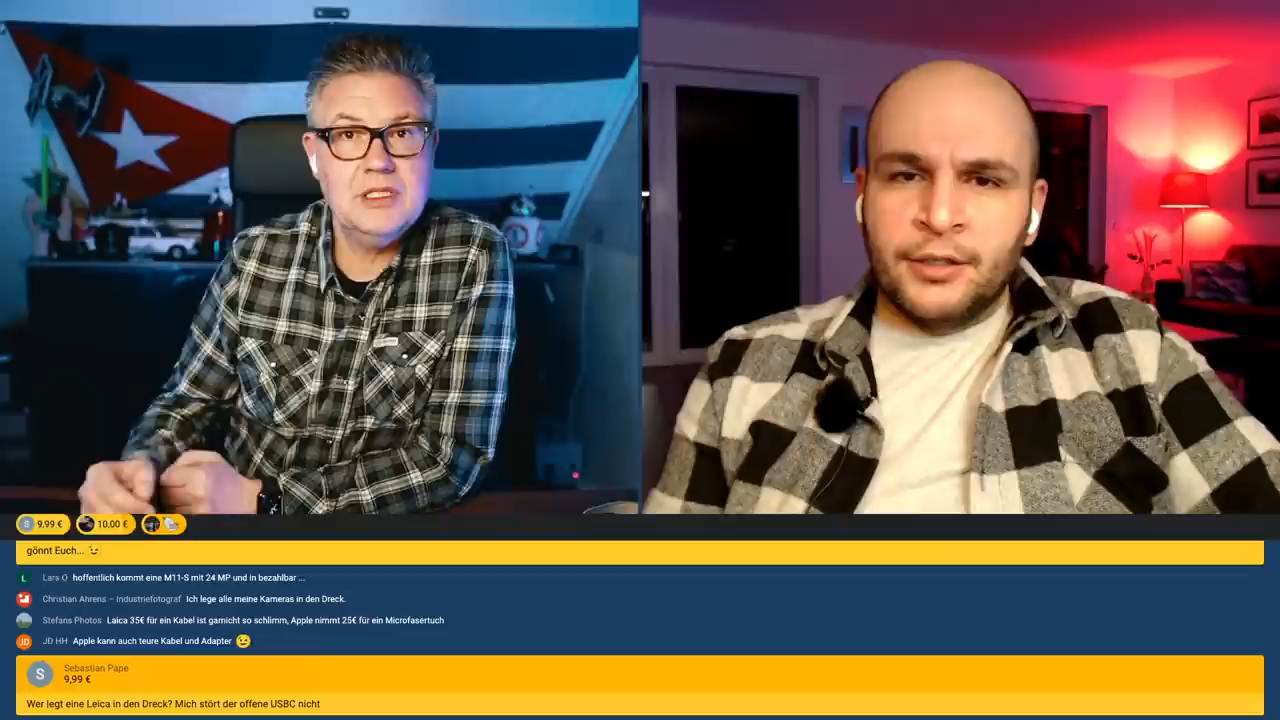 S 9,99 €
10,00 €
gönnt Euch... 😉
L Lars O hoffentlich kommt eine M11-S mit 24 MP und in bezahlbar ...
Christian Ahrens – Industriefotograf Ich lege alle meine Kameras in den Dreck.
Stefans Photos Laica 35€ für ein Kabel ist garnicht so schlimm, Apple nimmt 25€ für ein Microfasertuch
JD JD HH Apple kann auch teure Kabel und Adapter 😉
S Sebastian Pape
9,99 €
Wer legt eine Leica in den Dreck? Mich stört der offene USBC nicht